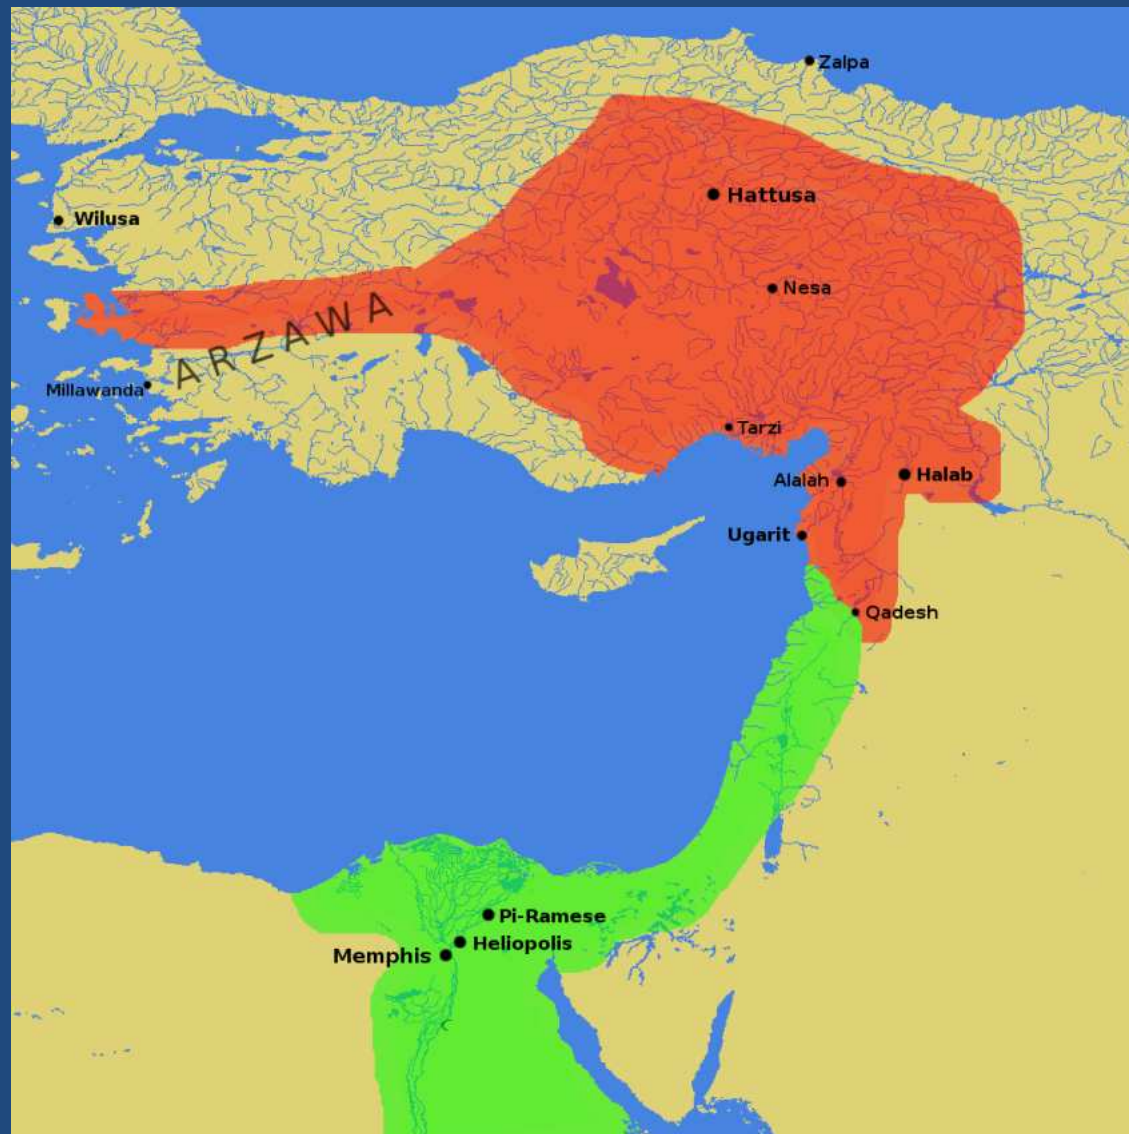 Zalpa
Hattusa
Wilusa
Nesa
ARZAWA
Millawanda
Tarzi
Halab
Alalah
Ugarit
Qadesh
Pi-Ramese
Heliopolis
Memphis